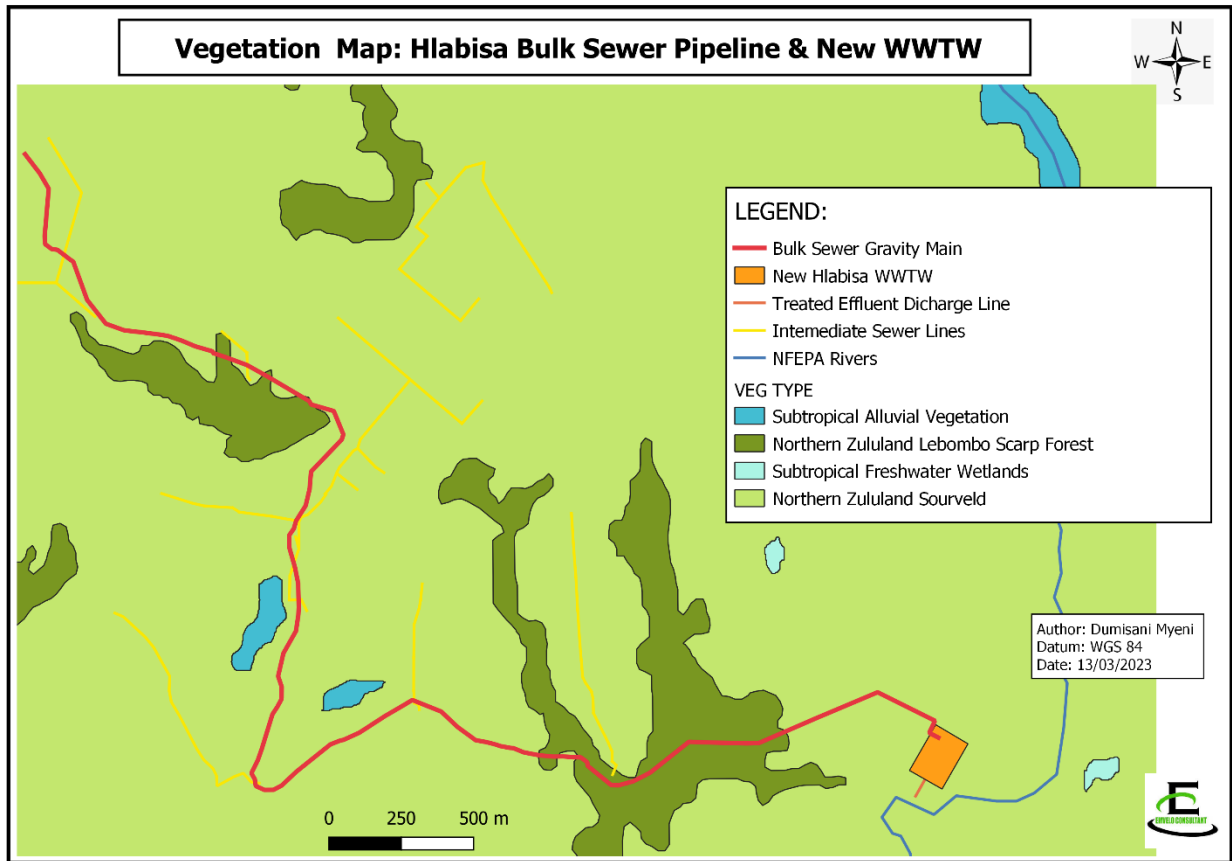 Vegetation Map: Hlabisa Bulk Sewer Pipeline & New WWTW
N
W E
S
LEGEND:
Bulk Sewer Gravity Main
New Hlabisa WWTW
Treated Effluent Dicharge Line
Intemediate Sewer Lines
NFEPA Rivers
VEG TYPE
Subtropical Alluvial Vegetation
Northern Zululand Lebombo Scarp Forest
Subtropical Freshwater Wetlands
Northern Zululand Sourveld
Author: Dumisani Myeni
Datum: WGS 84
Date: 13/03/2023
0 250 500 m
E
ENVELO CONSULTANT